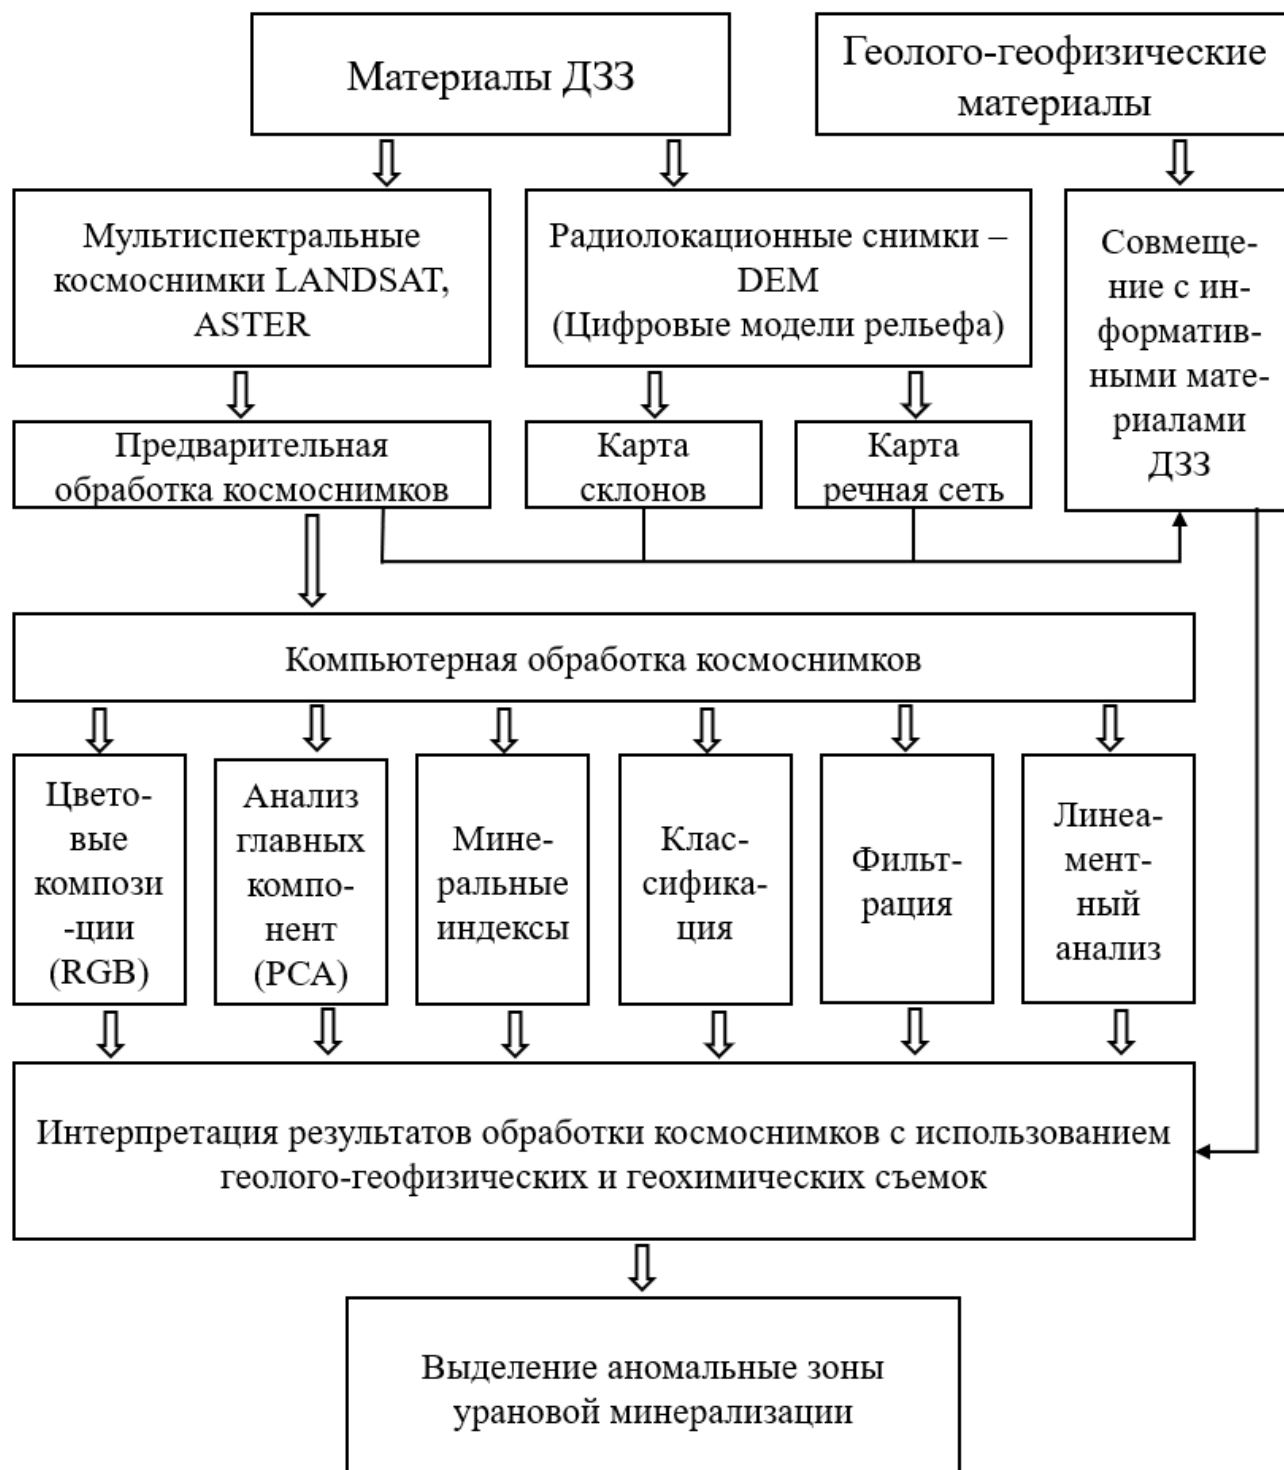 Материалы ДЗЗ
Геолого-геофизические
материалы
Мультиспектральные
космоснимки LANDSAT,
ASTER
Радиолокационные снимки –
DEM
(Цифровые модели рельефа)
Совмеще-
ние с ин-
форматив-
ными мате-
риалами
ДЗЗ
Предварительная
обработка космоснимков
Карта
склонов
Карта
речная сеть
Компьютерная обработка космоснимков
Цвето-
вые
компози
-ции
(RGB)
Анализ
главных
компо-
нент
(PCA)
Мине-
ральные
индексы
Клас-
сифика-
ция
Фильт-
рация
Линеа-
мент-
ный
анализ
Интерпретация результатов обработки космоснимков с использованием
геолого-геофизических и геохимических съемок
Выделение аномальные зоны
урановой минерализации